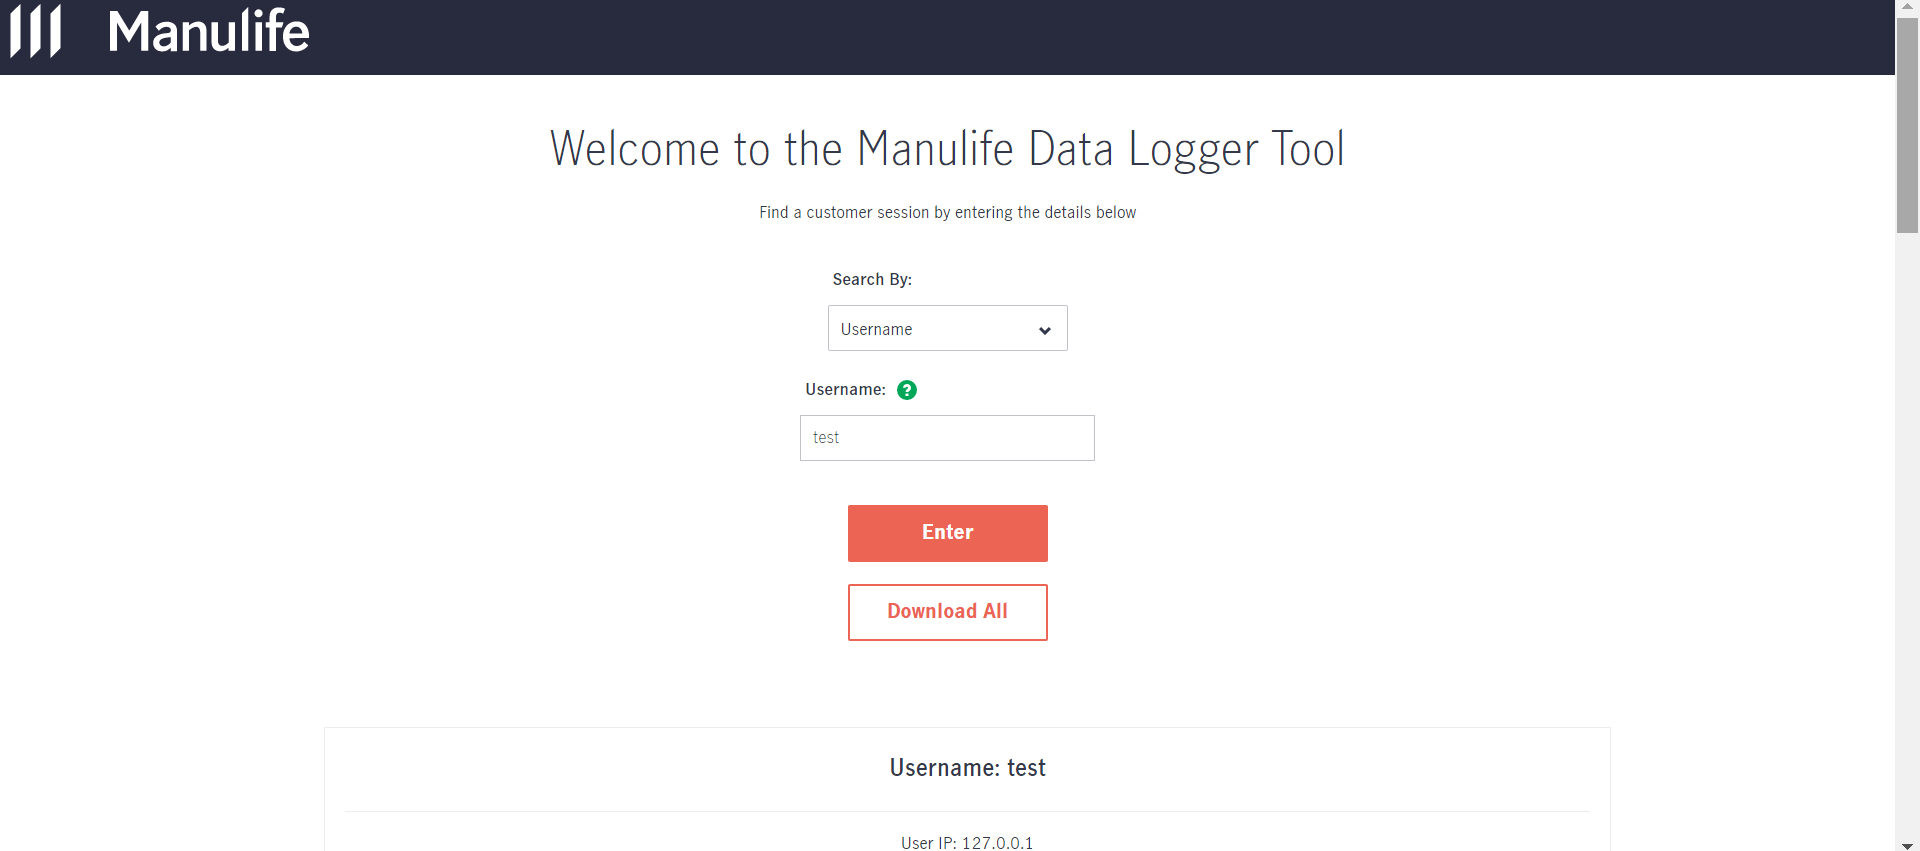 Manulife
Welcome to the Manulife Data Logger Tool
Find a customer session by entering the details below
Search By:
Username
Username: ?
test
Enter
Download All
Username: test
User IP: 127.0.0.1